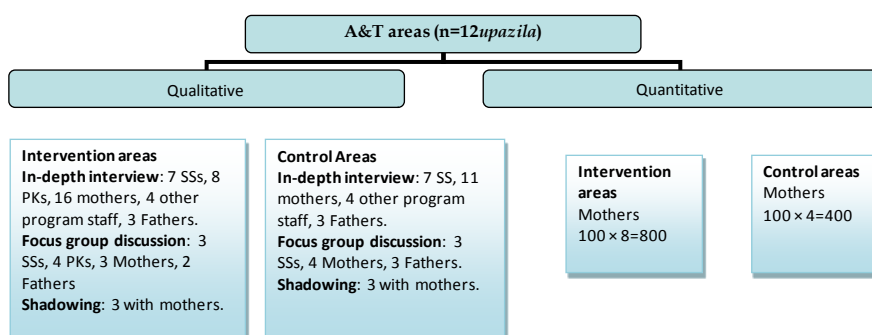 A&T areas (n=12upazila)
Qualitative
Quantitative
Intervention areas
In-depth interview: 7 SSs, 8
PKs, 16 mothers, 4 other
program staff, 3 Fathers.
Focus group discussion: 3
SSs, 4 PKs, 3 Mothers, 2
Fathers
Shadowing: 3 with mothers.
Control Areas
In-depth interview: 7 SS, 11
mothers, 4 other program
staff, 3 Fathers.
Focus group discussion: 3
SSs, 4 Mothers, 3 Fathers.
Shadowing: 3 with mothers.
Intervention
areas
Mothers
100 × 8=800
Control areas
Mothers
100 × 4=400